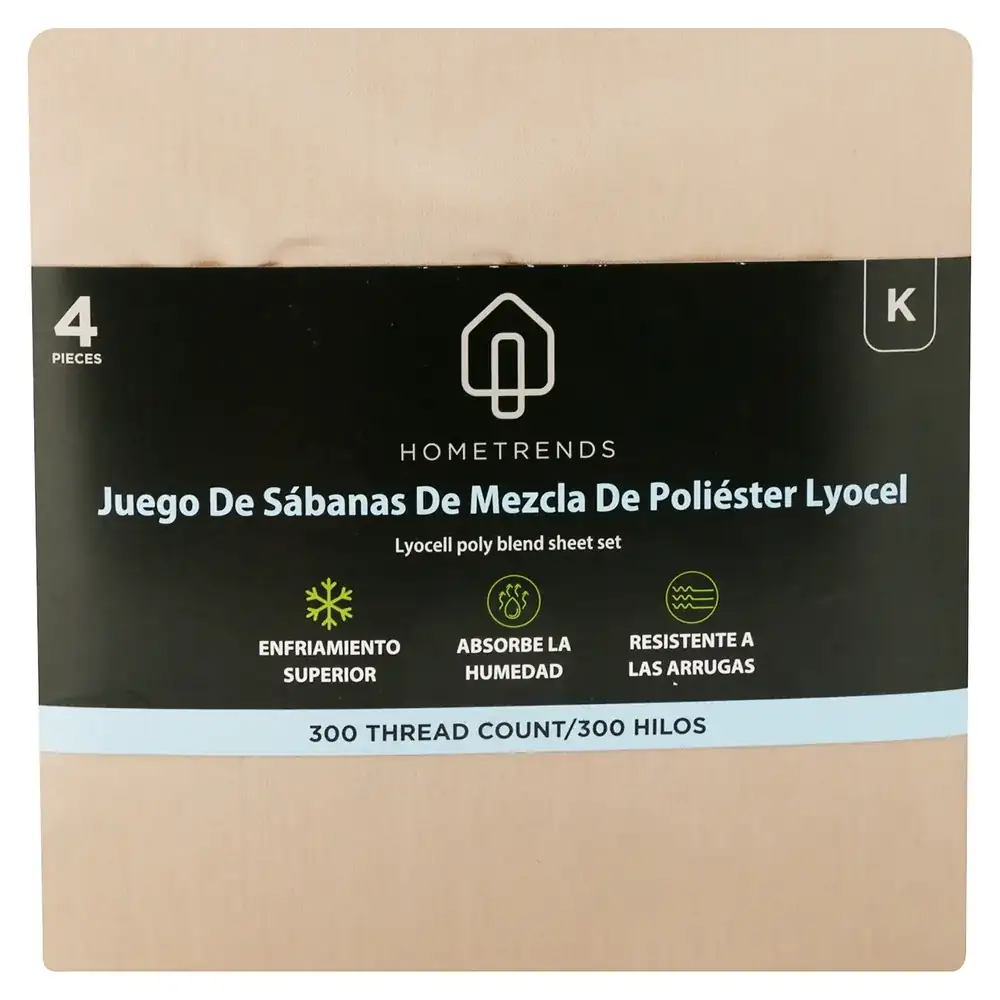 4
PIECES
K
HOMETRENDS
Juego De Sábanas De Mezcla De Poliéster Lyocel
Lyocell poly blend sheet set
ENFRIAMIENTO
SUPERIOR
ABSORBE LA
HUMEDAD
RESISTENTE A
LAS ARRUGAS
300 THREAD COUNT/300 HILOS